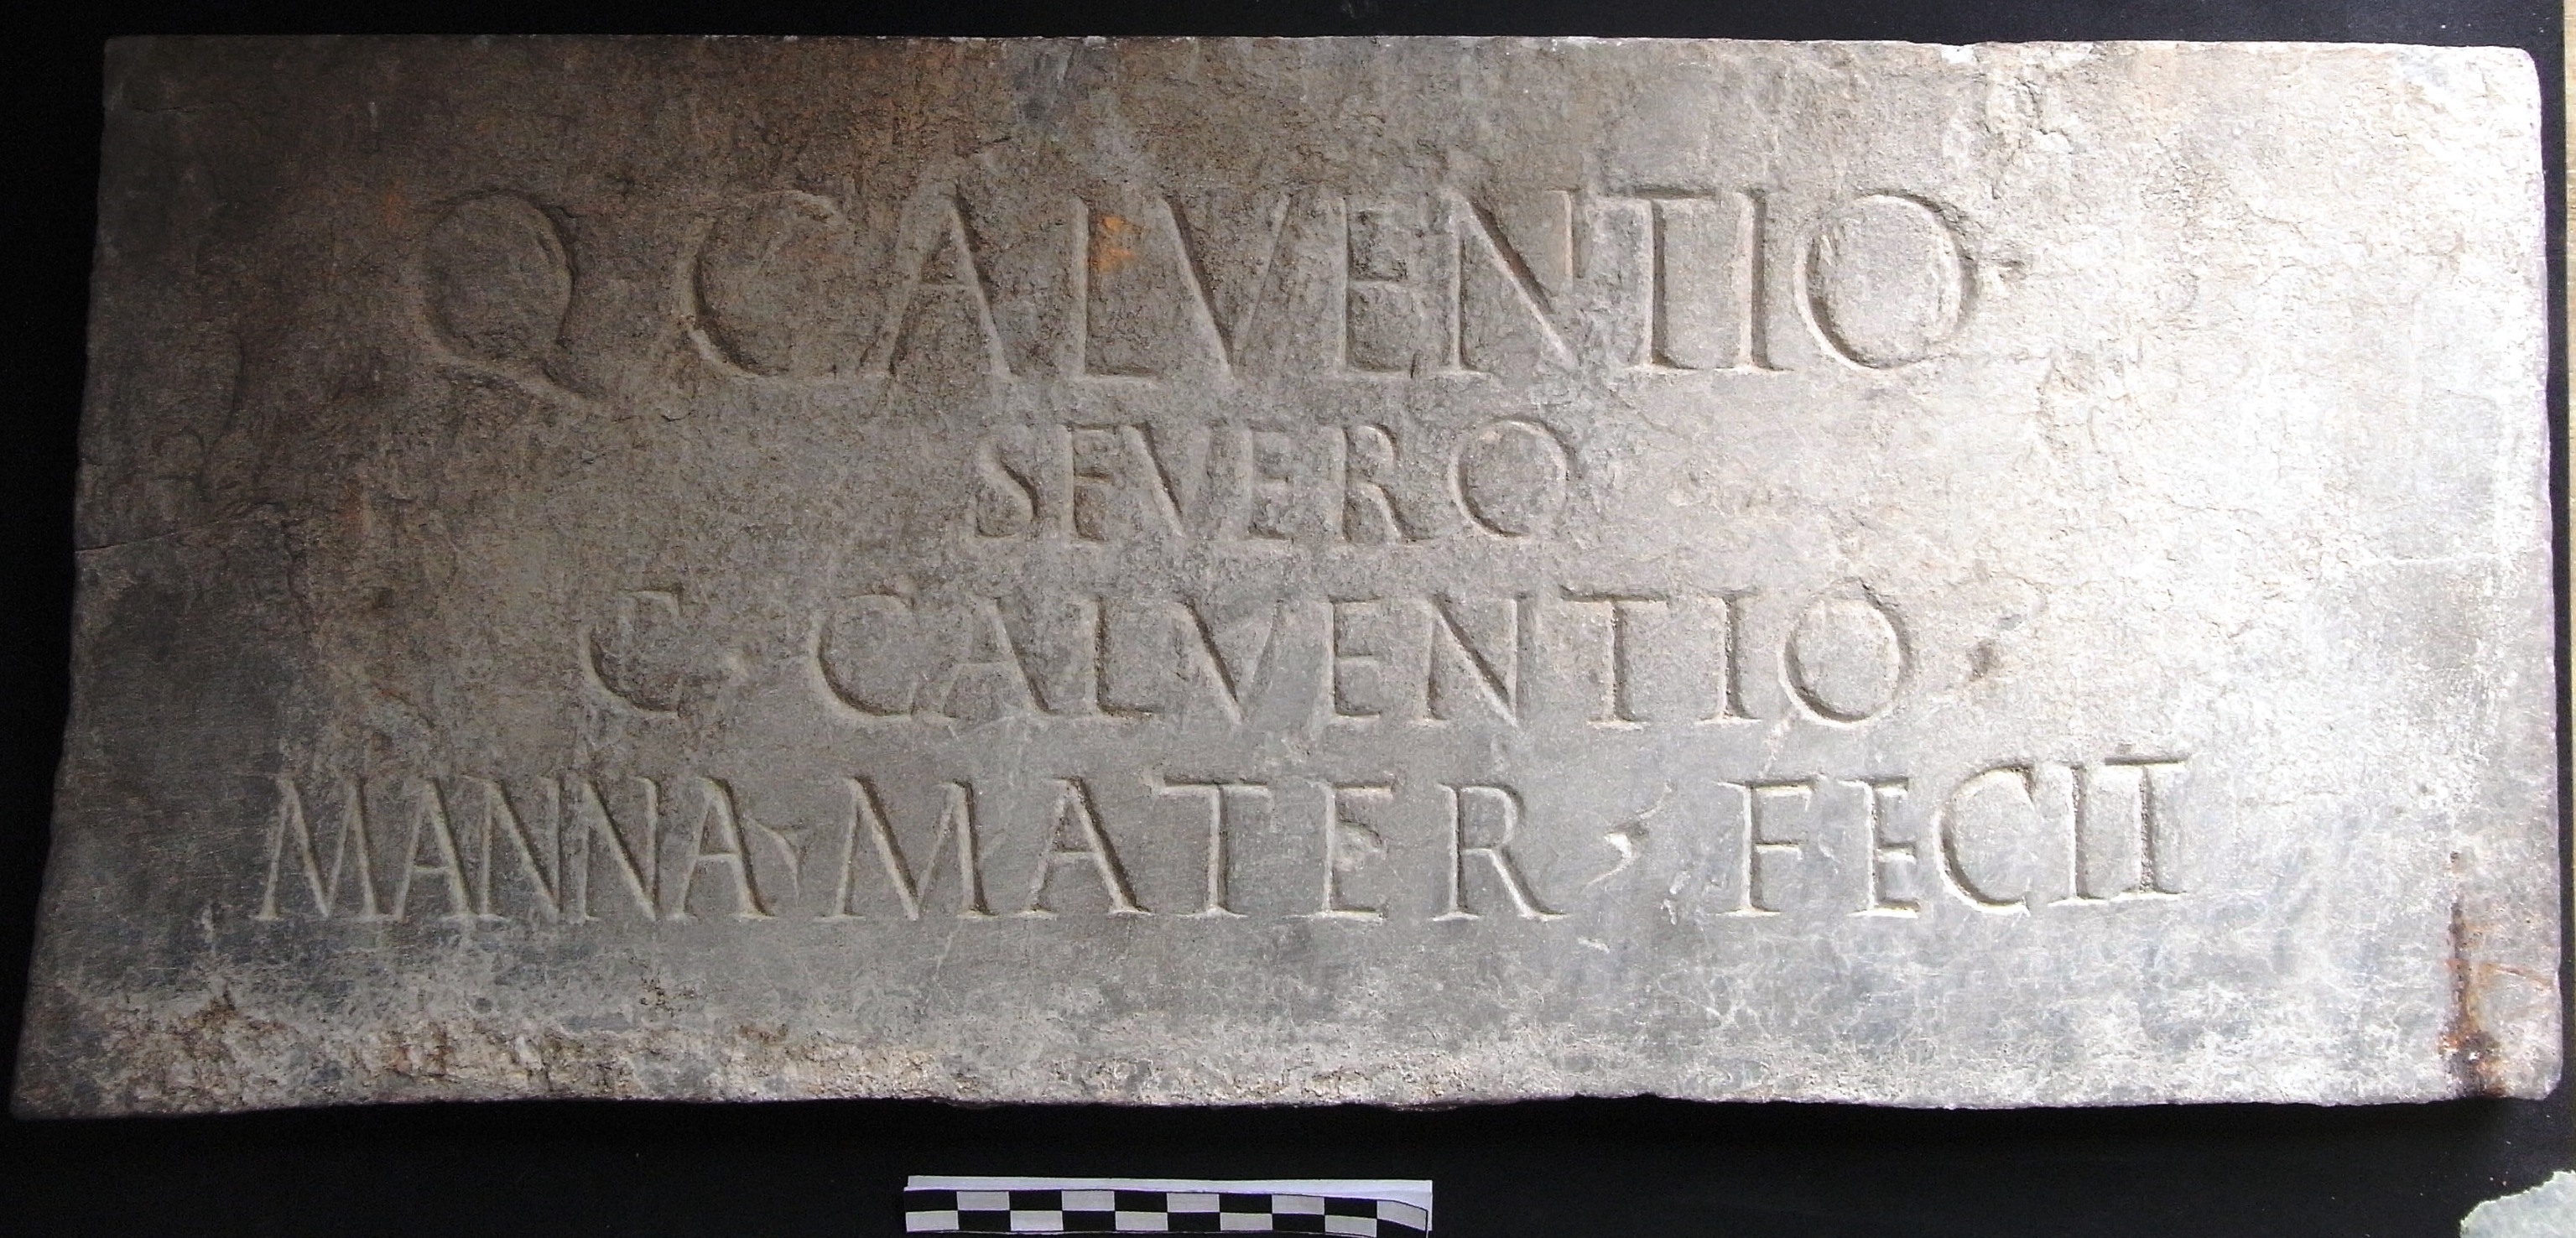 Q CALVENTIO·
SEVERO
C·CALVENTIO·
MANNA·MATER·FECIT